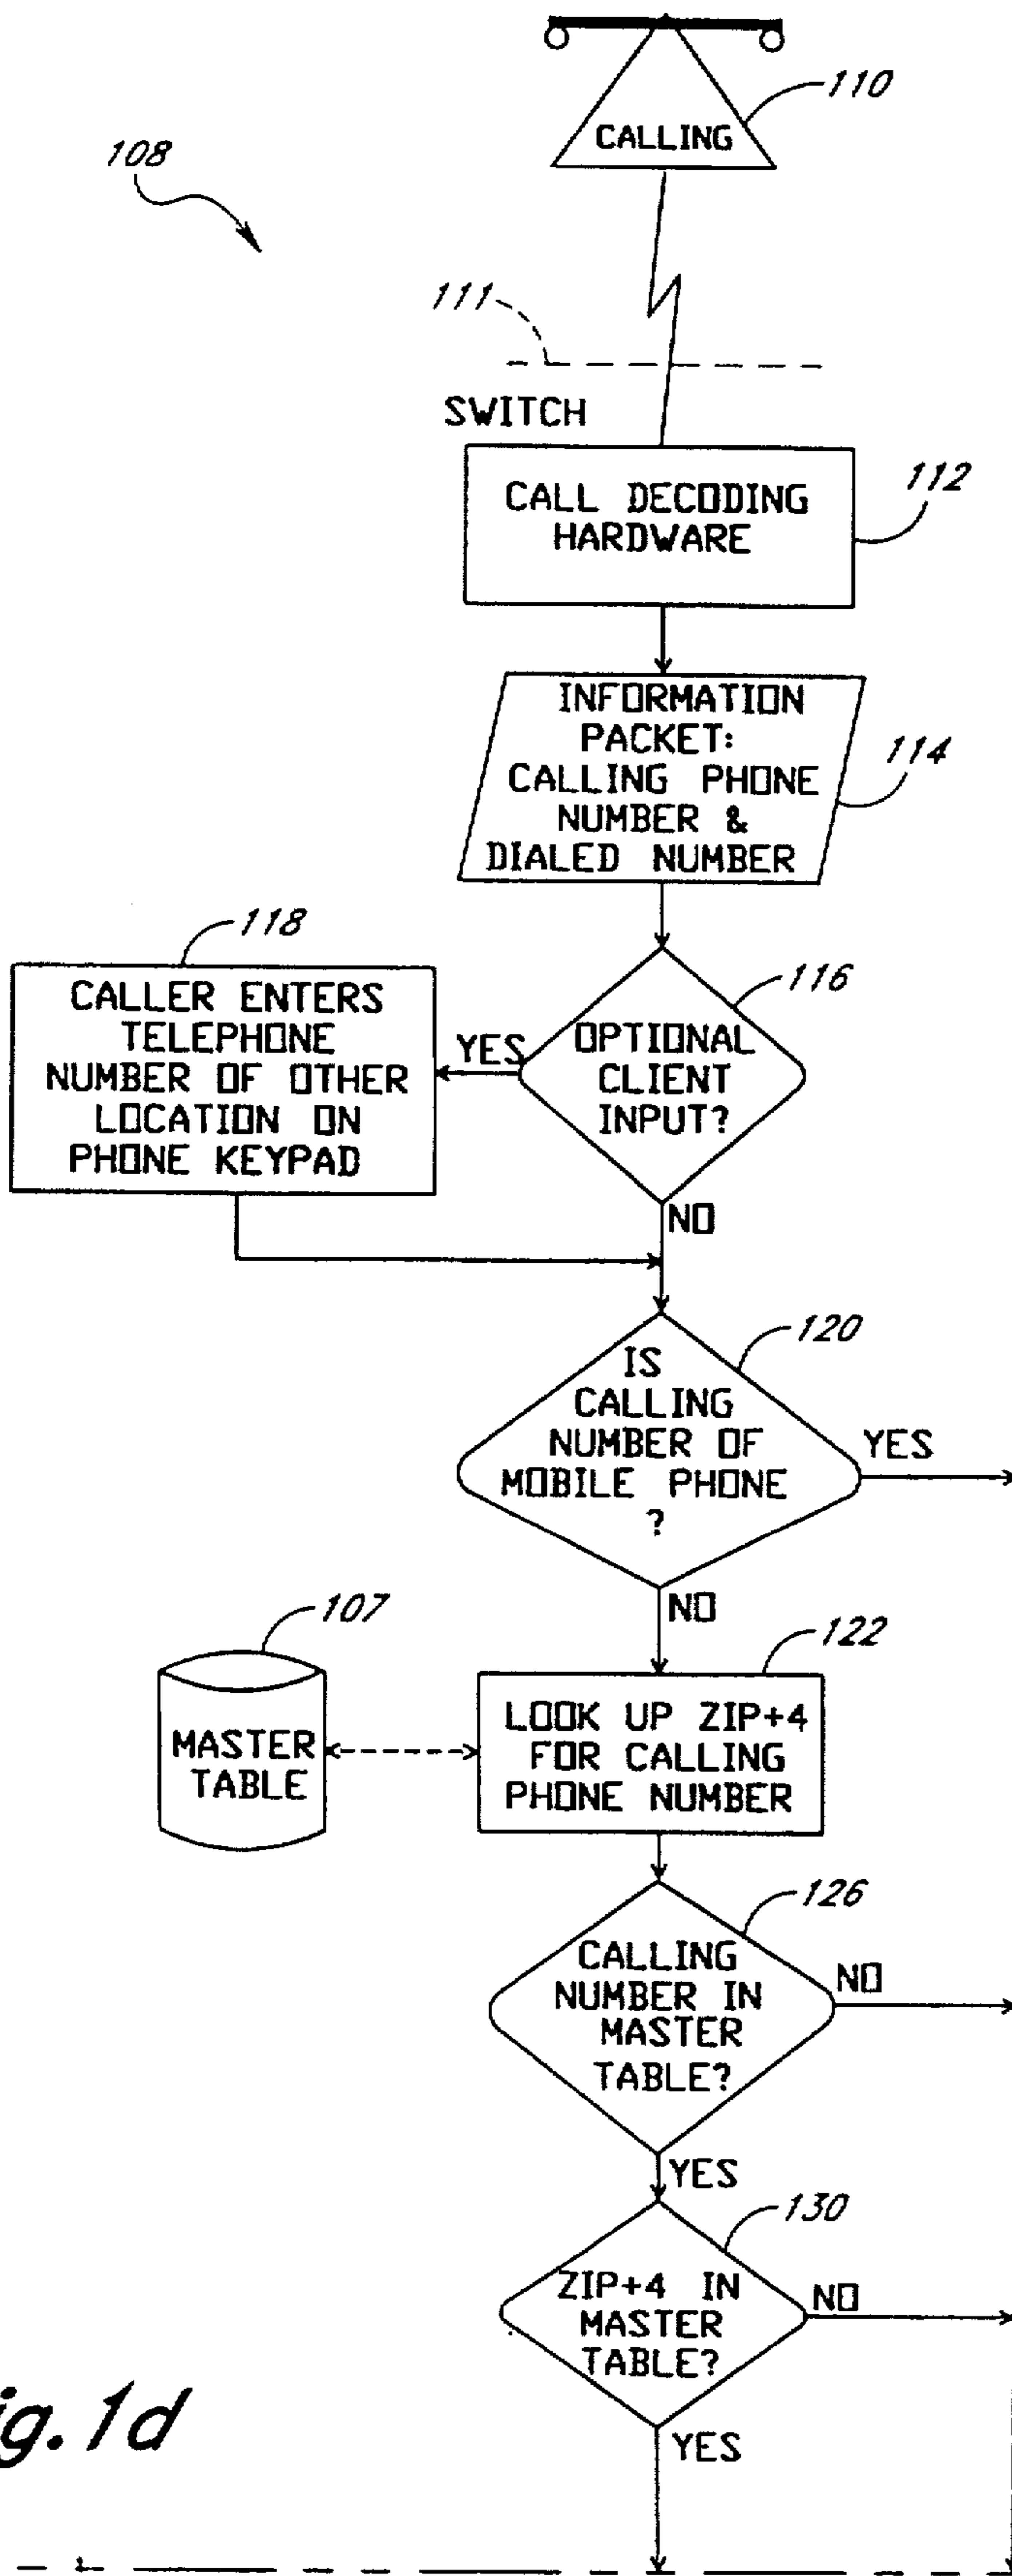 110
CALLING
108
111
SWITCH
CALL DECODING
HARDWARE
112
INFORMATION
PACKET:
CALLING PHONE
NUMBER &
DIALED NUMBER
114
118
CALLER ENTERS
TELEPHONE
NUMBER OF OTHER
LOCATION ON
PHONE KEYPAD
YES
116
OPTIONAL
CLIENT
INPUT?
NO
120
IS
CALLING
NUMBER OF
MOBILE PHONE
?
YES
NO
107
MASTER
TABLE
122
LOOK UP ZIP+4
FOR CALLING
PHONE NUMBER
126
CALLING
NUMBER IN
MASTER
TABLE?
NO
YES
130
ZIP+4 IN
MASTER
TABLE?
NO
YES
ig. 1d